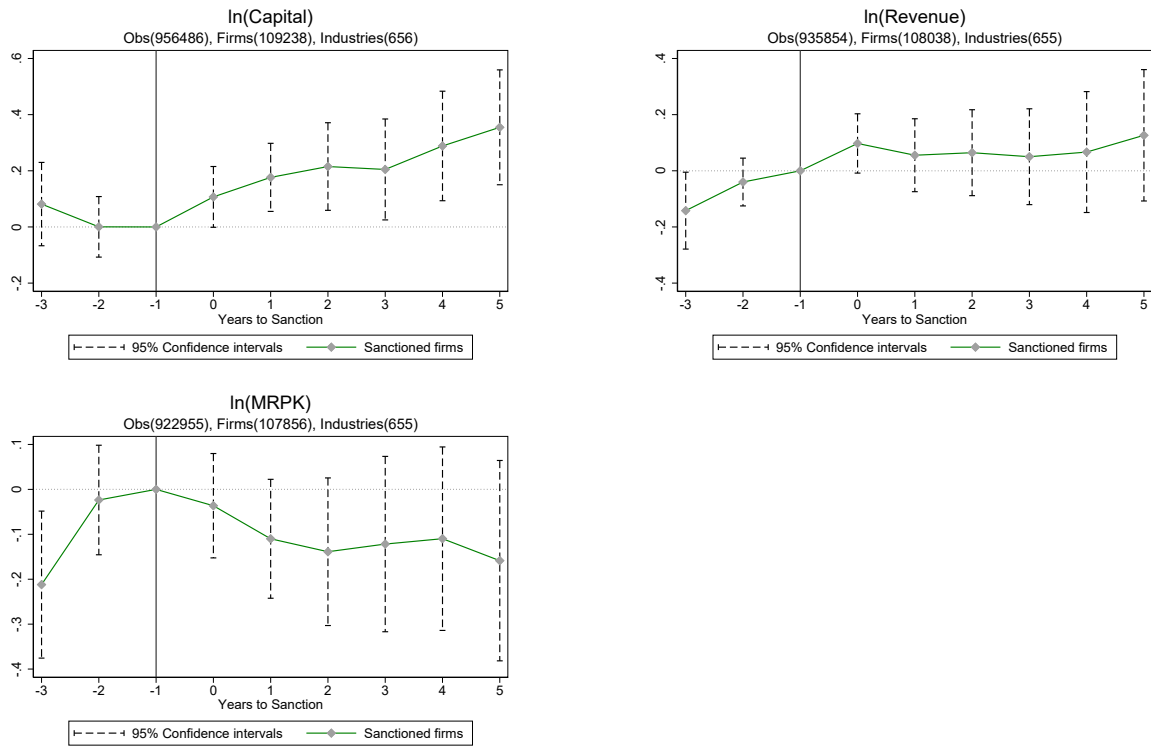 ln(Capital)
Obs(956486), Firms(109238), Industries(656)
.6
.4
.2
0
-.2
-3 -2 -1 0 1 2 3 4 5
Years to Sanction
95% Confidence intervals Sanctioned firms
ln(Revenue)
Obs(935854), Firms(108038), Industries(655)
.4
.2
0
-.2
-.4
-3 -2 -1 0 1 2 3 4 5
Years to Sanction
95% Confidence intervals Sanctioned firms
ln(MRPK)
Obs(922955), Firms(107856), Industries(655)
.1
0
-.1
-.2
-.3
-.4
-3 -2 -1 0 1 2 3 4 5
Years to Sanction
95% Confidence intervals Sanctioned firms